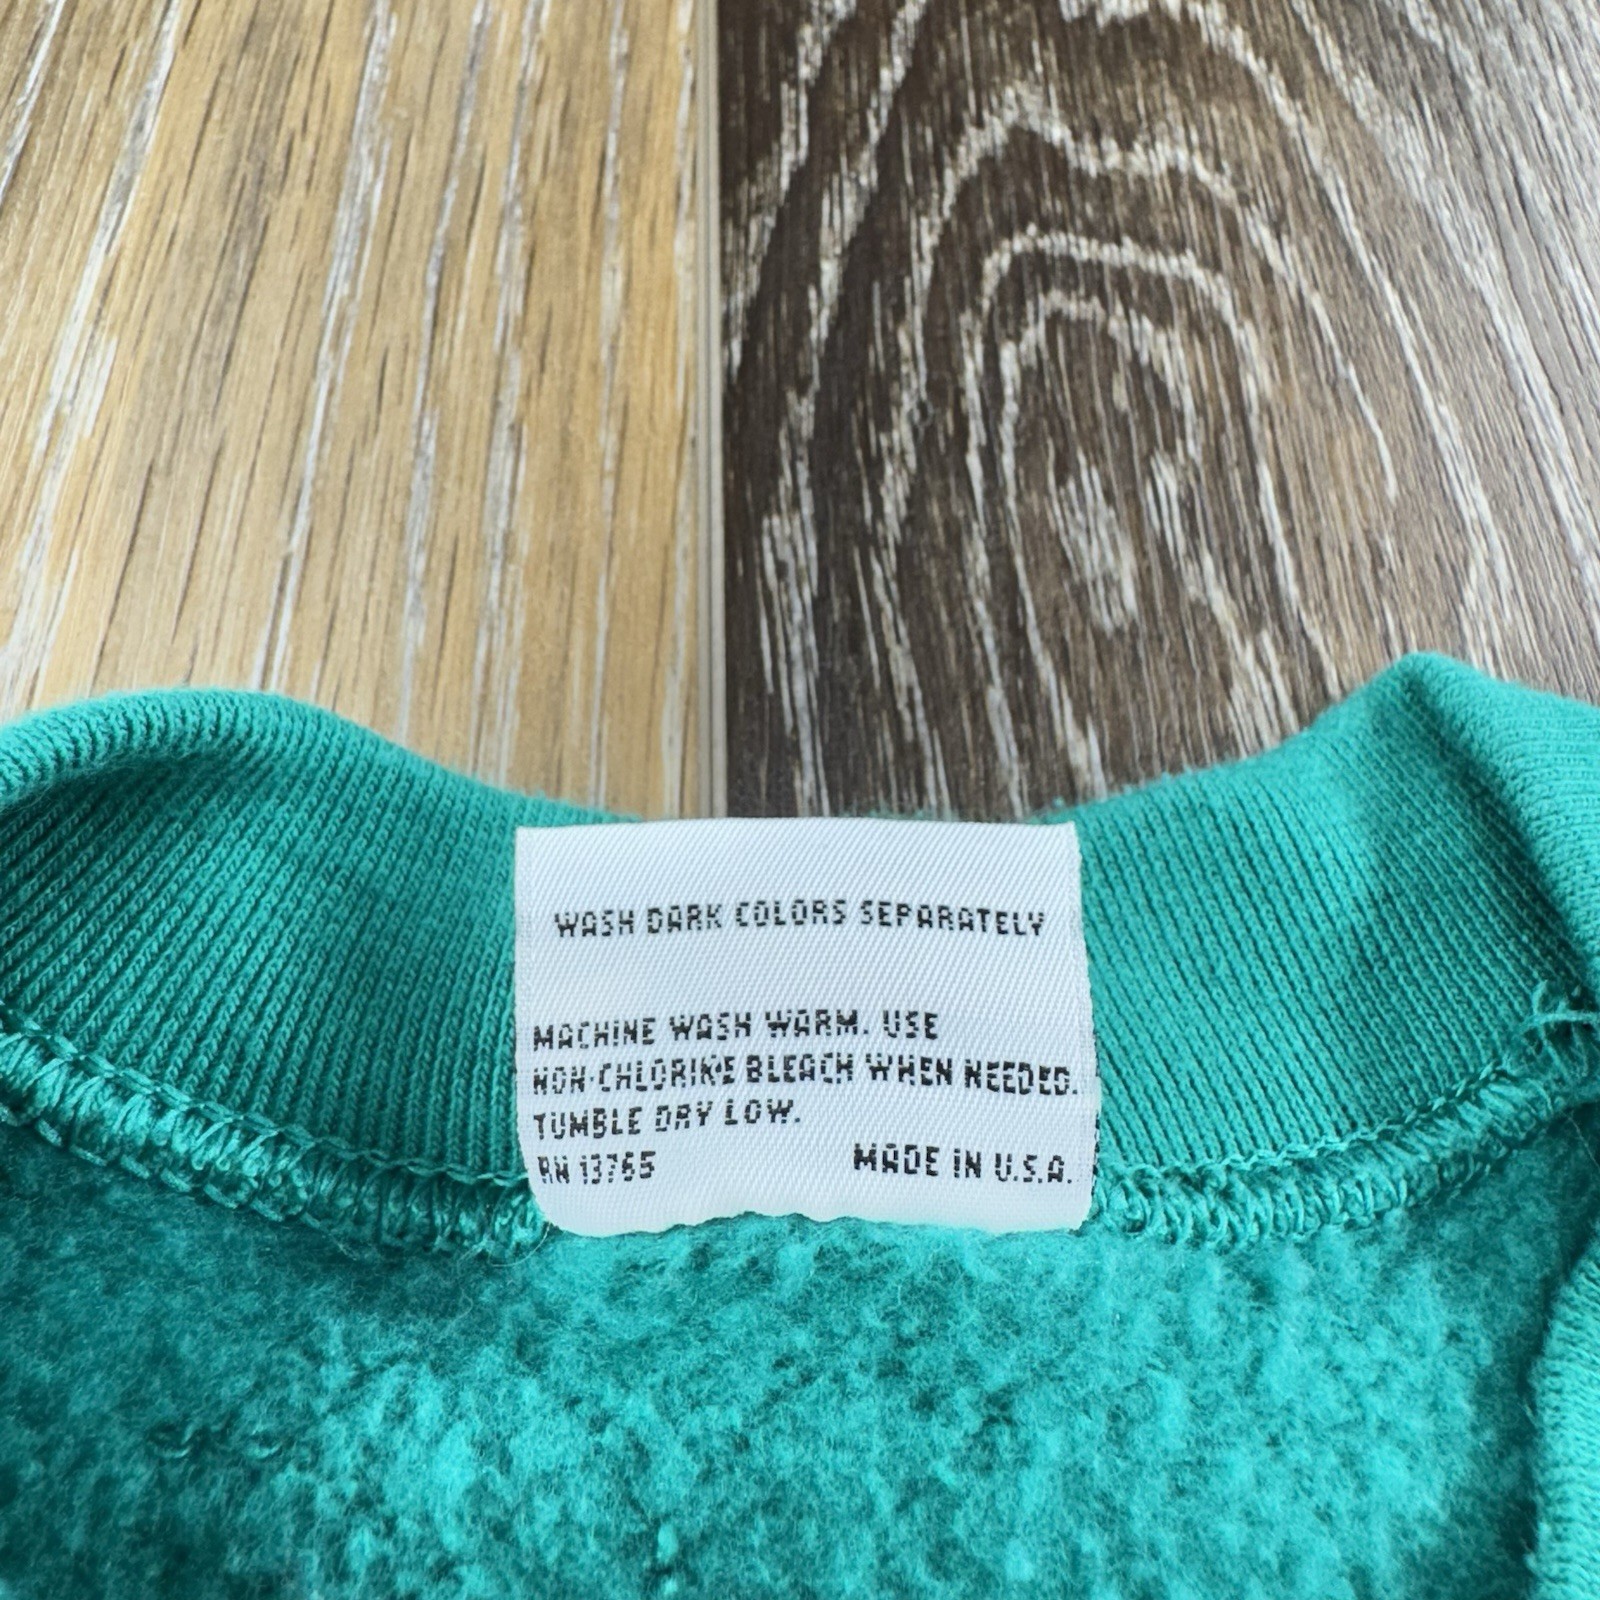 WASH DARK COLORS SEPARATELY
MACHINE WASH WARM. USE
NON-CHLORINE BLEACH WHEN NEEDED.
TUMBLE DRY LOW.
RN 13765
MADE IN U.S.A.